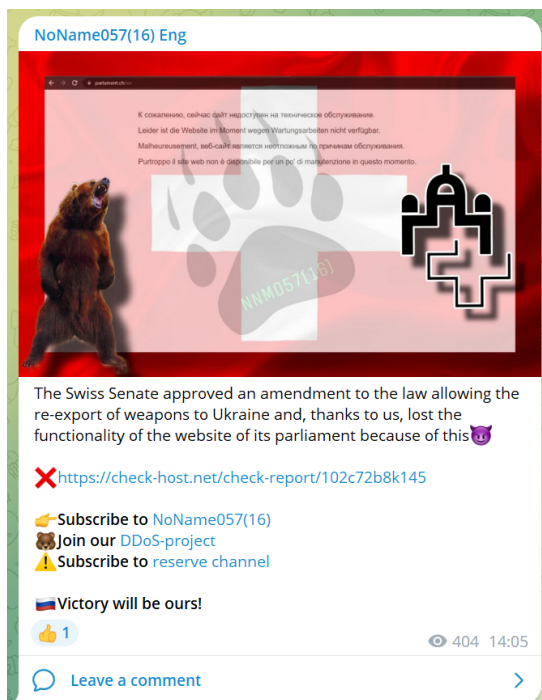 NoName057(16) Eng
parlament.ch/
К сожалению, сейчас сайт недоступен на техническое обслуживание.
Leider ist die Website im Moment wegen Wartungsarbeiten nicht verfügbar.
Malheureusement, веб-сайт является неотложным по причинам обслуживания.
Purtroppo il site web non è disponibile per un po' di manutenzione in questo momento.
NNM057(16)
The Swiss Senate approved an amendment to the law allowing the
re-export of weapons to Ukraine and, thanks to us, lost the
functionality of the website of its parliament because of this😈
❌https://check-host.net/check-report/102c72b8k145
👉Subscribe to NoName057(16)
🐻Join our DDoS-project
⚠️Subscribe to reserve channel
🇷🇺Victory will be ours!
👍 1
404 14:05
Leave a comment